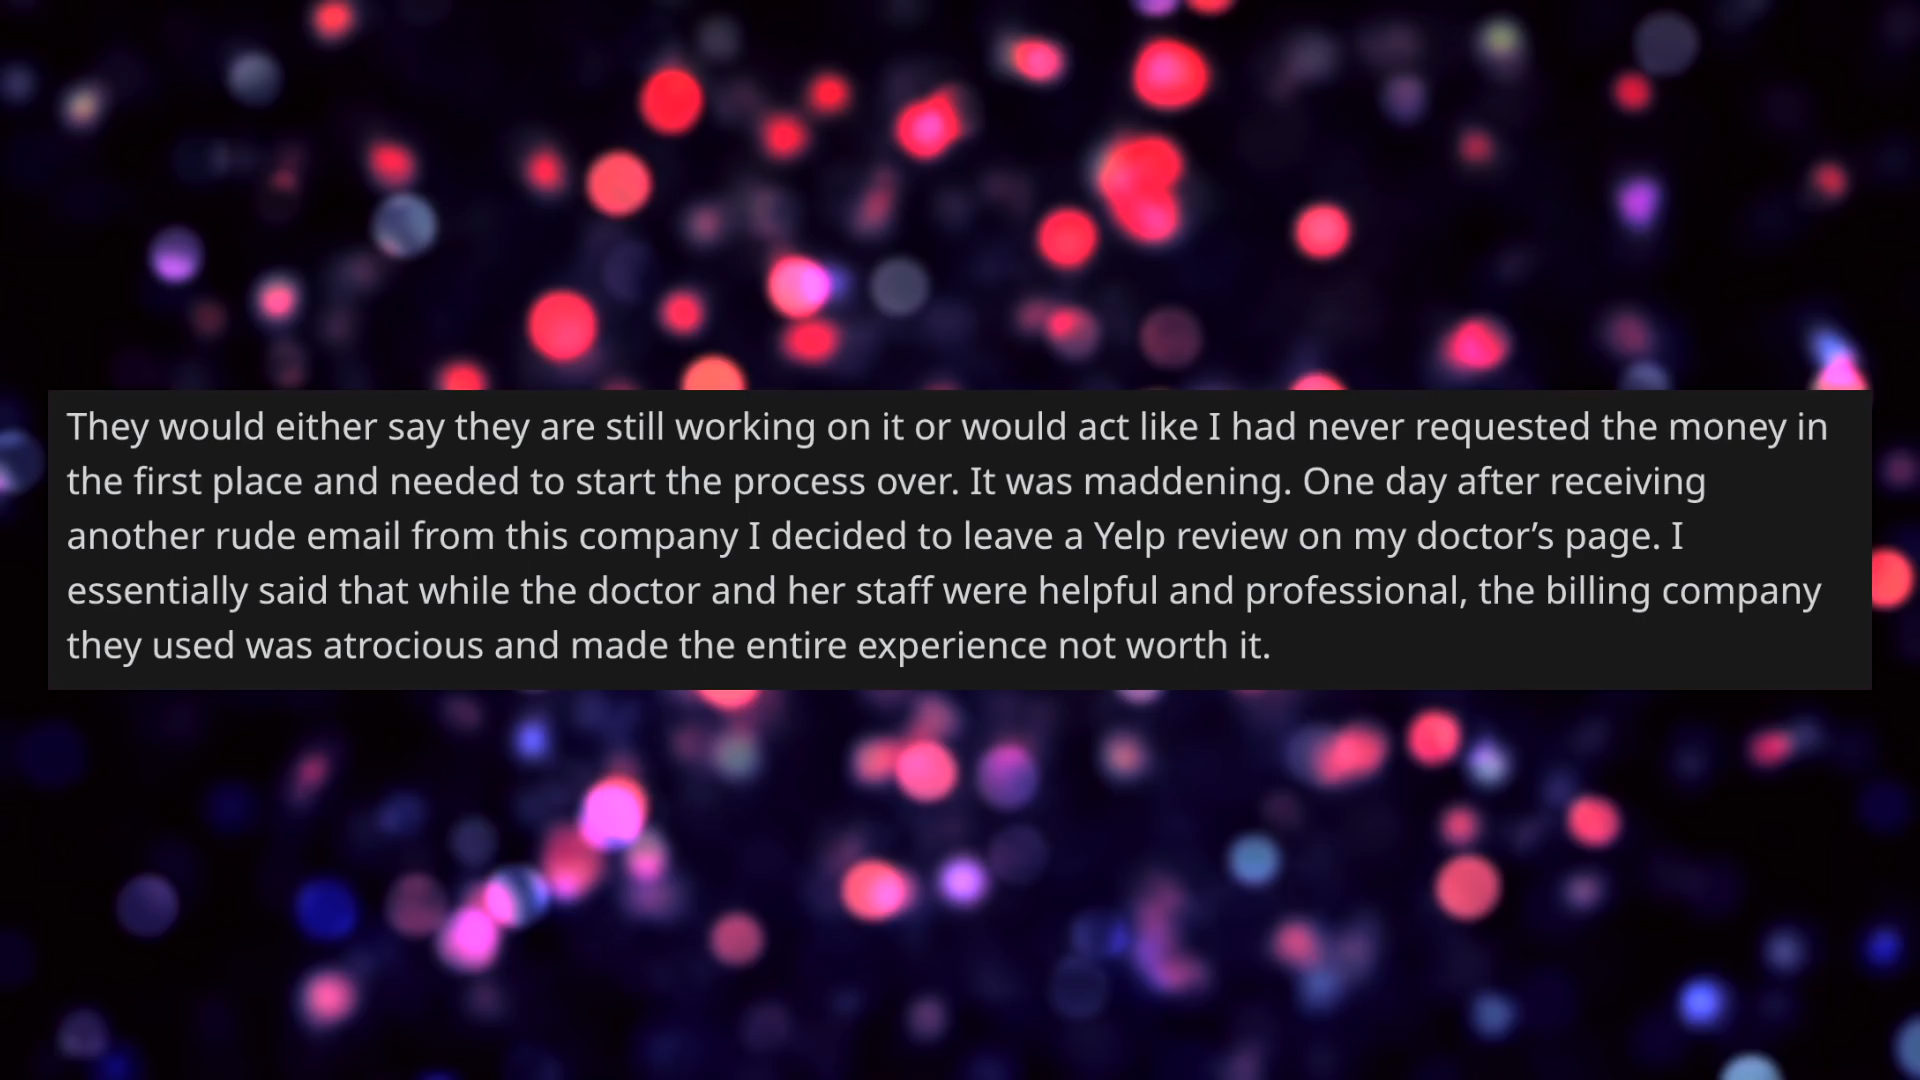 They would either say they are still working on it or would act like I had never requested the money in
the first place and needed to start the process over. It was maddening. One day after receiving
another rude email from this company I decided to leave a Yelp review on my doctor’s page. I
essentially said that while the doctor and her staff were helpful and professional, the billing company
they used was atrocious and made the entire experience not worth it.